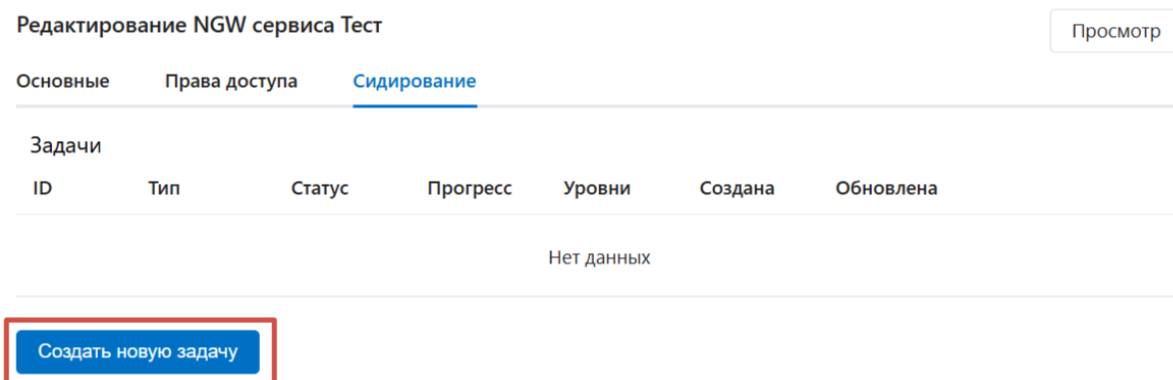 Редактирование NGW сервиса Тест
Просмотр
Основные Права доступа Сидирование
Задачи
ID Тип Статус Прогресс Уровни Создана Обновлена
Нет данных
Создать новую задачу